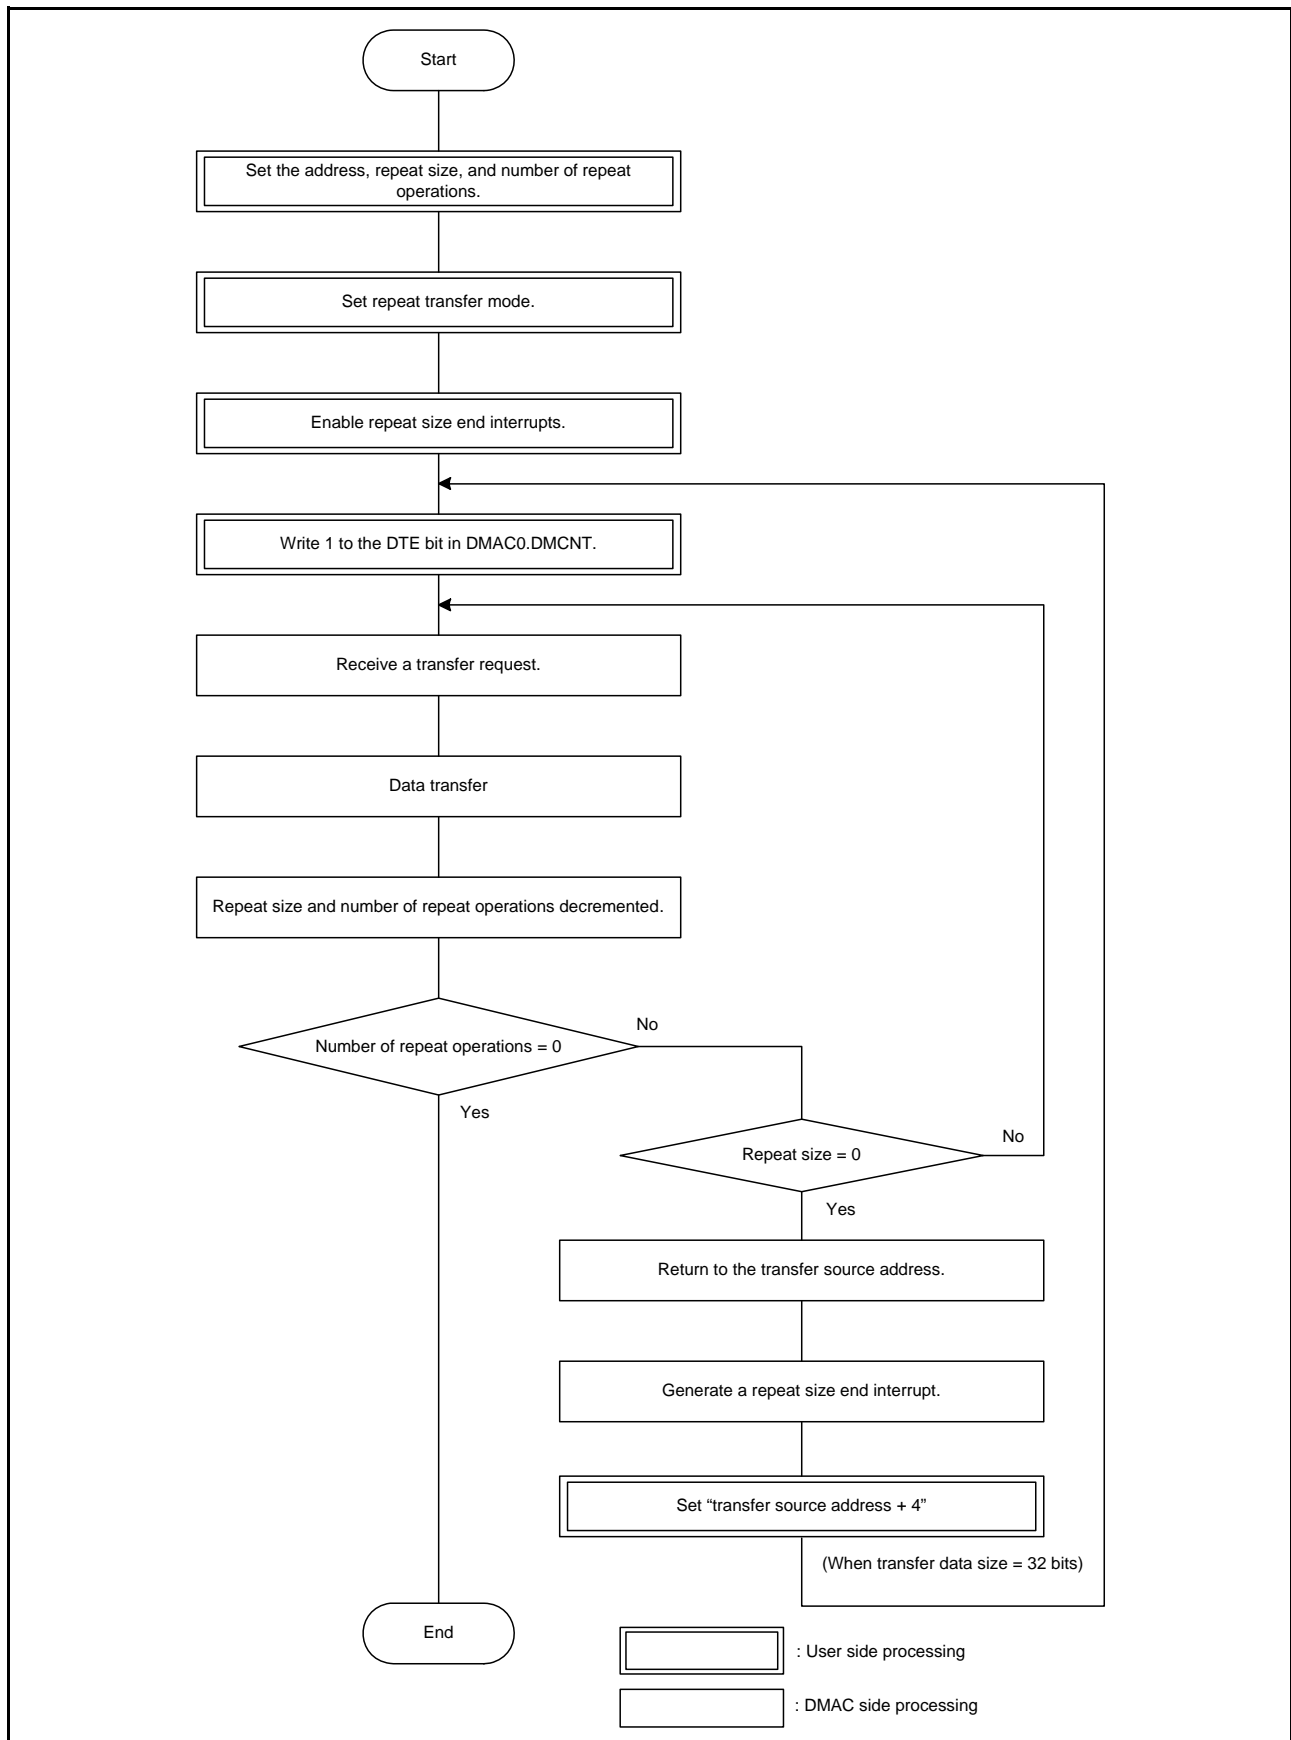 Start
Set the address, repeat size, and number of repeat
operations.
Set repeat transfer mode.
Enable repeat size end interrupts.
Write 1 to the DTE bit in DMAC0.DMCNT.
Receive a transfer request.
Data transfer
Repeat size and number of repeat operations decremented.
Number of repeat operations = 0
No
Yes
Repeat size = 0
No
Yes
Return to the transfer source address.
Generate a repeat size end interrupt.
Set “transfer source address + 4”
(When transfer data size = 32 bits)
End
: User side processing
: DMAC side processing